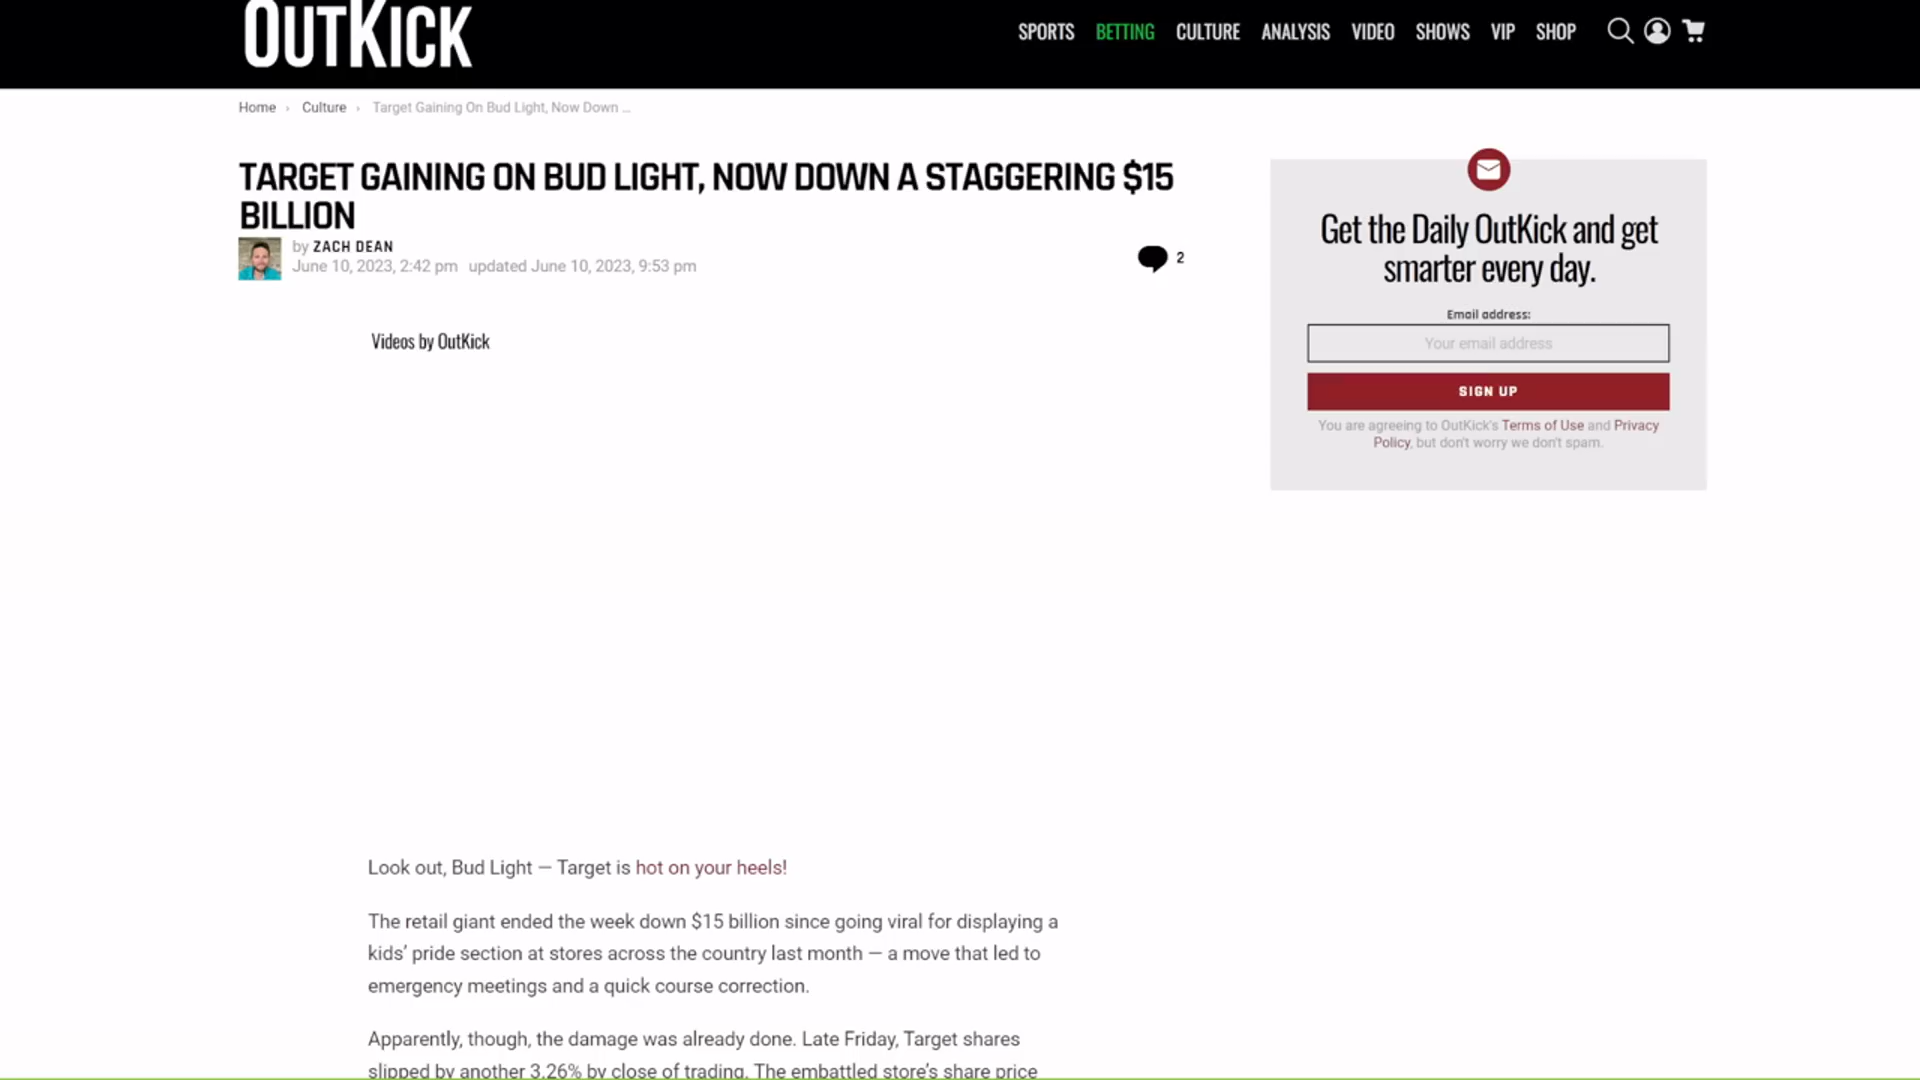 OUTKICK
SPORTS BETTING CULTURE ANALYSIS VIDEO SHOWS VIP SHOP
Home › Culture › Target Gaining On Bud Light, Now Down ...
TARGET GAINING ON BUD LIGHT, NOW DOWN A STAGGERING $15
BILLION
by ZACH DEAN
June 10, 2023, 2:42 pm updated June 10, 2023, 9:53 pm
2
Videos by OutKick
Get the Daily OutKick and get
smarter every day.
Email address:
Your email address
SIGN UP
You are agreeing to OutKick's Terms of Use and Privacy
Policy, but don't worry we don't spam.
Look out, Bud Light — Target is hot on your heels!
The retail giant ended the week down $15 billion since going viral for displaying a
kids' pride section at stores across the country last month — a move that led to
emergency meetings and a quick course correction.
Apparently, though, the damage was already done. Late Friday, Target shares
slipped by another 3.26% by close of trading. The embattled store's share price